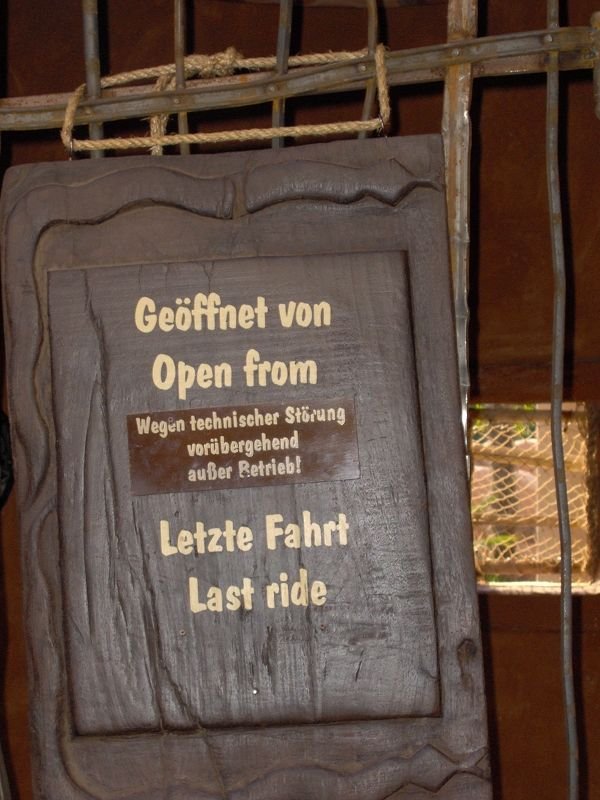 Geöffnet von
Open from
Wegen technischer Störung
vorübergehend
außer Betrieb!
Letzte Fahrt
Last ride